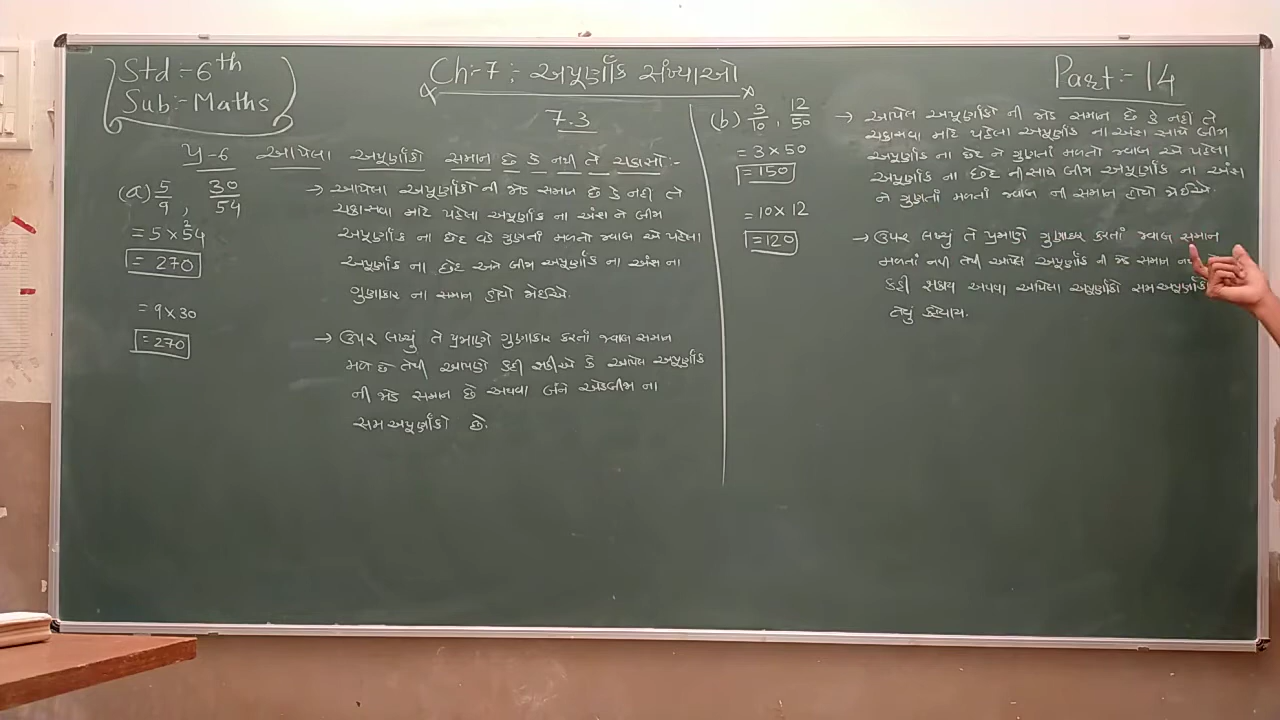 Std :- 6th
Sub:- Maths
Ch:-7 :- અપૂર્ણાંક સંખ્યાઓ
Part:- 14
7.3
પ્ર-6 આપેલા અપૂર્ણાંકો સમાન છે કે નથી તે ચકાસો:-
(a) 5/9 , 30/54
= 5 × 54
= 270
= 9 × 30
= 270
→ આપેલા અપૂર્ણાંકો ની જોડ સમાન છે કે નહી તે
ચકાસવા માટે પહેલા અપૂર્ણાંક ના અંશ ને બીજા
અપૂર્ણાંક ના છેદ વડે ગુણતાં મળતો જવાબ એ પહેલા
અપૂર્ણાંક ના છેદ અને બીજા અપૂર્ણાંક ના અંશ ના
ગુણાકાર ના સમાન હોવો જોઈએ.
→ ઉપર લખ્યું તે પ્રમાણે ગુણાકાર કરતાં જવાબ સમાન
મળે છે તેથી આપણે કહી શકીએ કે આપેલ અપૂર્ણાંક
ની જોડ સમાન છે અથવા બંને એકબીજા ના
સમઅપૂર્ણાંકો છે.
(b) 3/10 , 12/50
= 3 × 50
= 150
= 10 × 12
= 120
→ આપેલ અપૂર્ણાંકો ની જોડ સમાન છે કે નહી તે
ચકાસવા માટે પહેલા અપૂર્ણાંક ના અંશ સાથે બીજા
અપૂર્ણાંક ના છેદ ને ગુણતાં મળતો જવાબ એ પહેલા
અપૂર્ણાંક ના છેદ ની સાથે બીજા અપૂર્ણાંક ના અંશ
ને ગુણતાં મળતાં જવાબ ની સમાન હોવો જોઈએ.
→ ઉપર લખ્યું તે પ્રમાણે ગુણાકાર કરતાં જવાબ સમાન
મળતાં નથી તેથી આપેલ અપૂર્ણાંક ની જોડ સમાન
કહી શકાય અથવા આપેલા અપૂર્ણાંકો સમઅપૂર્ણાંકો
તેવું કહેવાય.